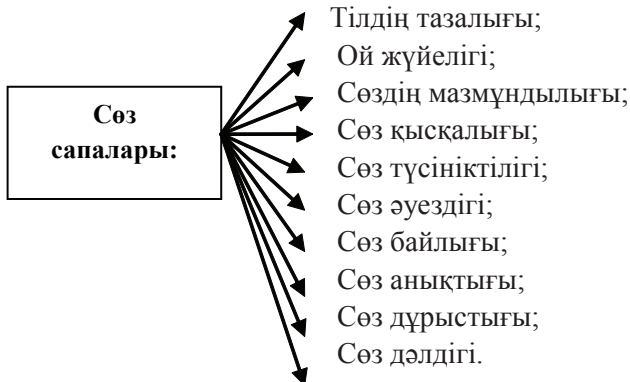 Сөз
сапалары:
Тілдің тазалығы;
Ой жүйелігі;
Сөздің мазмұндылығы;
Сөз қысқалығы;
Сөз түсініктілігі;
Сөз әуездігі;
Сөз байлығы;
Сөз анықтығы;
Сөз дұрыстығы;
Сөз дәлдігі.